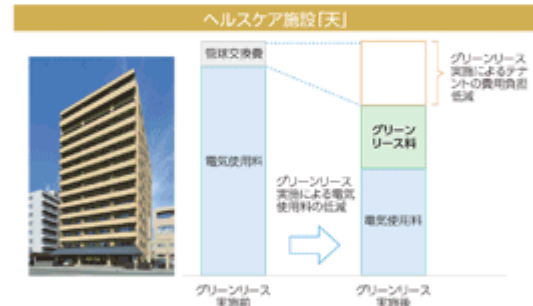 ヘルスケア施設「天」
管球交換費
電気使用料
グリーンリース
実施前
グリーンリース
実施による電気
使用料の低減
グリーン
リース料
電気使用料
グリーンリース
実施後
グリーンリース
実施によるテナ
ントの費用負担
低減